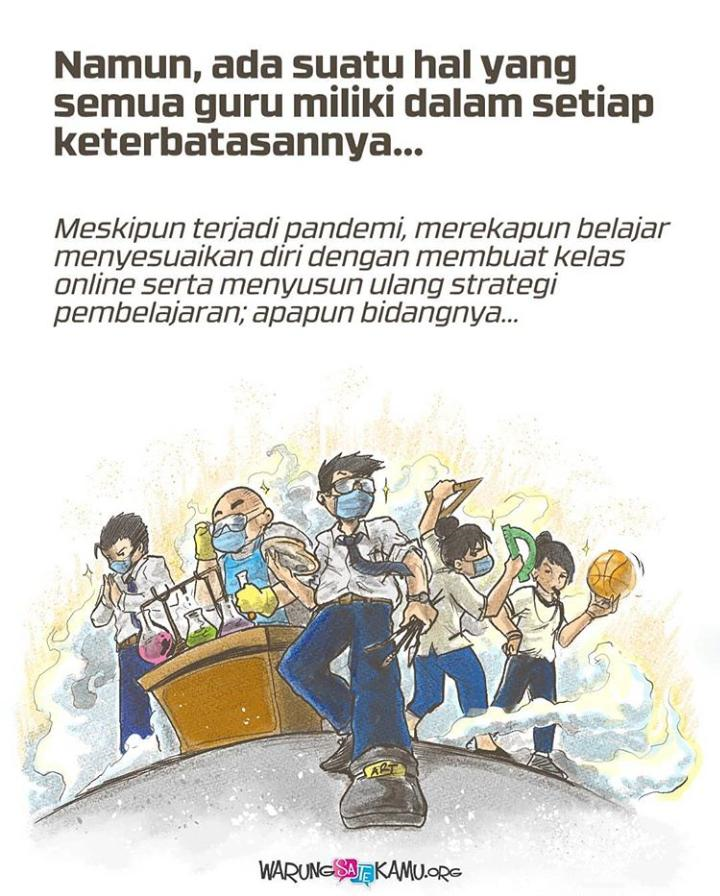 Namun, ada suatu hal yang
semua guru miliki dalam setiap
keterbatasannya...
Meskipun terjadi pandemi, merekapun belajar
menyesuaikan diri dengan membuat kelas
online serta menyusun ulang strategi
pembelajaran; apapun bidangnya...
ART
WARUNGSATEKAMU.ORG